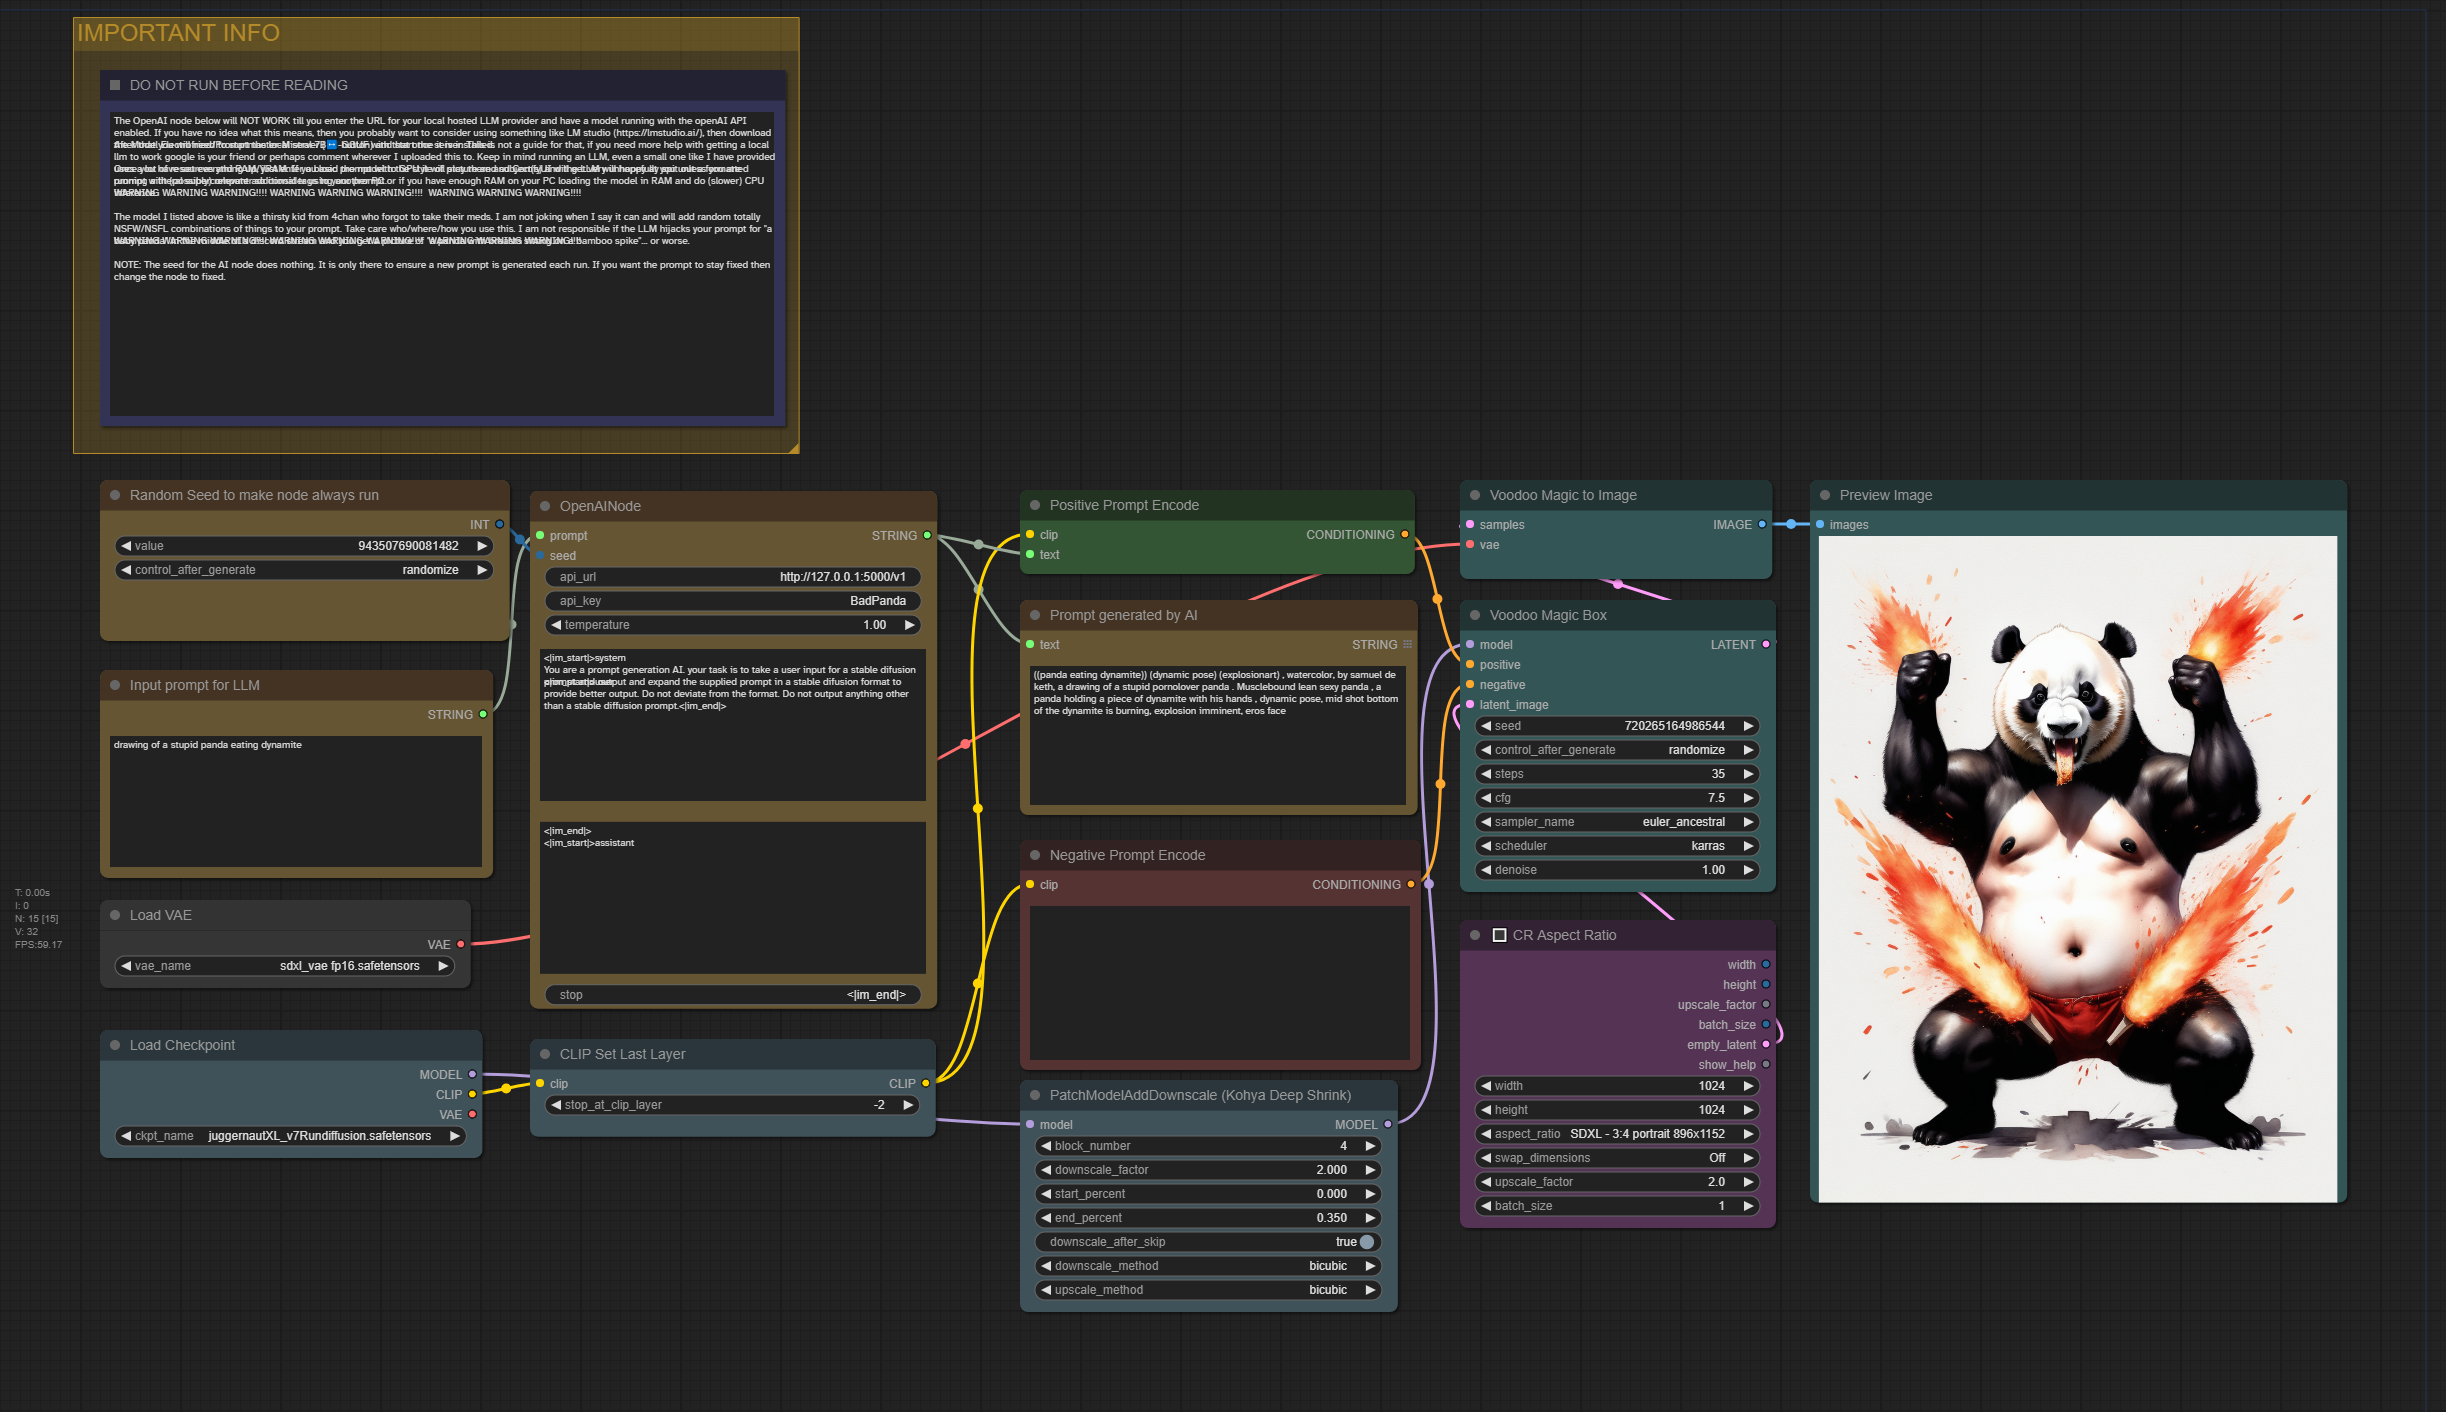 IMPORTANT INFO
DO NOT RUN BEFORE READING
The OpenAI node below will NOT WORK till you enter the URL for your local hosted LLM provider and have a model running with the openAI API
enabled. If you have no idea what this means, then you probably want to consider using something like LM studio (https://lmstudio.ai/), then download
not a guide for that, if you need more help with getting a local
llm to work google is your friend or perhaps comment wherever I uploaded this to. Keep in mind running an LLM, even a small one like I have provided
or if you have enough RAM on your PC loading the model in RAM and do (slower) CPU
WARNING WARNING!!!! WARNING WARNING WARNING!!!! WARNING WARNING WARNING!!!!
The model I listed above is like a thirsty kid from 4chan who forgot to take their meds. I am not joking when I say it can and will add random totally
NSFW/NSFL combinations of things to your prompt. Take care who/where/how you use this. I am not responsible if the LLM hijacks your prompt for "a
bamboo spike"... or worse.
NOTE: The seed for the AI node does nothing. It is only there to ensure a new prompt is generated each run. If you want the prompt to stay fixed then
change the node to fixed.
Random Seed to make node always run
INT
value 943507690081482
control_after_generate randomize
Input prompt for LLM
STRING
drawing of a stupid panda eating dynamite
T: 0.00s
I: 0
N: 15 [15]
V: 32
FPS:59.17
Load VAE
VAE
vae_name sdxl_vae fp16.safetensors
Load Checkpoint
MODEL
CLIP
VAE
ckpt_name juggernautXL_v7Rundiffusion.safetensors
OpenAINode
prompt STRING
seed
api_url http://127.0.0.1:5000/v1
api_key BadPanda
temperature 1.00
<|im_start|>system
You are a prompt generation AI. your task is to take a user input for a stable difusion
output and expand the supplied prompt in a stable difusion format to
provide better output. Do not deviate from the format. Do not output anything other
than a stable diffusion prompt.<|im_end|>
<|im_end|>
<|im_start|>assistant
stop <|im_end|>
CLIP Set Last Layer
clip CLIP
stop_at_clip_layer -2
Positive Prompt Encode
clip CONDITIONING
text
Prompt generated by AI
text STRING
((panda eating dynamite)) (dynamic pose) (explosionart) , watercolor, by samuel de
keth, a drawing of a stupid pornolover panda . Musclebound lean sexy panda , a
panda holding a piece of dynamite with his hands , dynamic pose, mid shot bottom
of the dynamite is burning, explosion imminent, eros face
Negative Prompt Encode
clip CONDITIONING
PatchModelAddDownscale (Kohya Deep Shrink)
model MODEL
block_number 4
downscale_factor 2.000
start_percent 0.000
end_percent 0.350
downscale_after_skip true
downscale_method bicubic
upscale_method bicubic
Voodoo Magic to Image
samples IMAGE
vae
Voodoo Magic Box
model LATENT
positive
negative
latent_image
seed 720265164986544
control_after_generate randomize
steps 35
cfg 7.5
sampler_name euler_ancestral
scheduler karras
denoise 1.00
CR Aspect Ratio
width
height
upscale_factor
batch_size
empty_latent
show_help
width 1024
height 1024
aspect_ratio SDXL - 3:4 portrait 896x1152
swap_dimensions Off
upscale_factor 2.0
batch_size 1
Preview Image
images